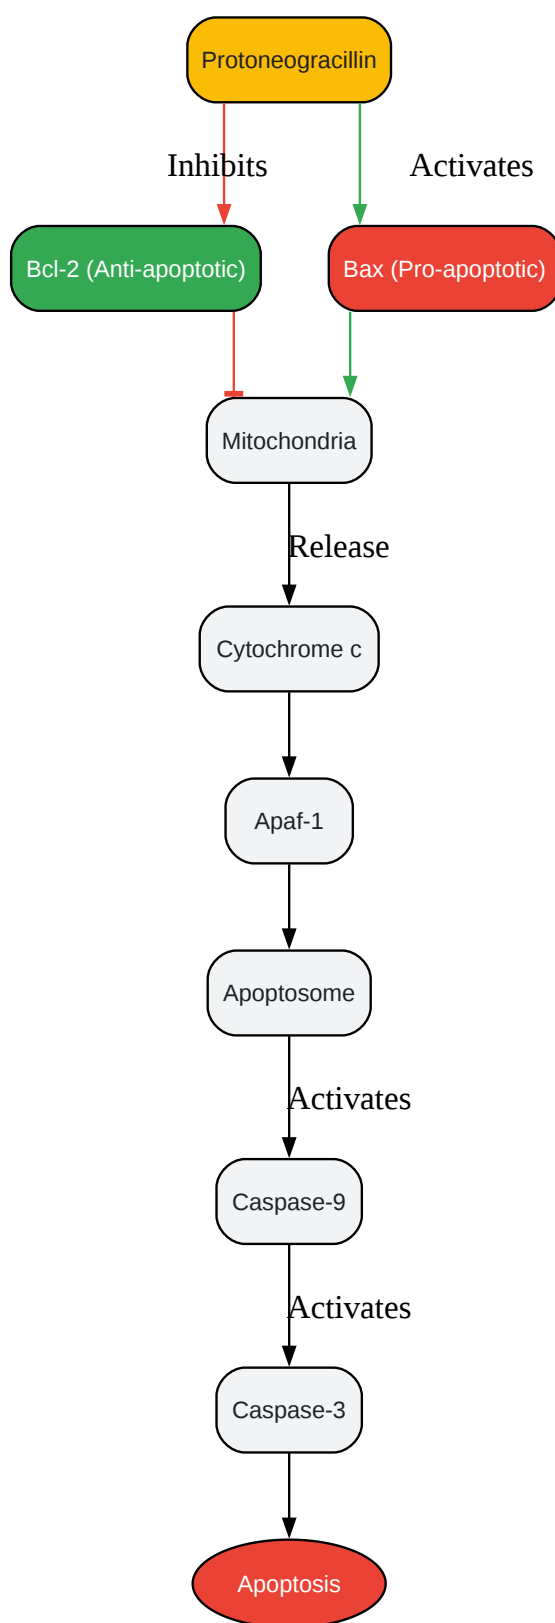 Protoneogracillin
Inhibits
Activates
Bcl-2 (Anti-apoptotic)
Bax (Pro-apoptotic)
Mitochondria
Release
Cytochrome c
Apaf-1
Apoptosome
Activates
Caspase-9
Activates
Caspase-3
Apoptosis